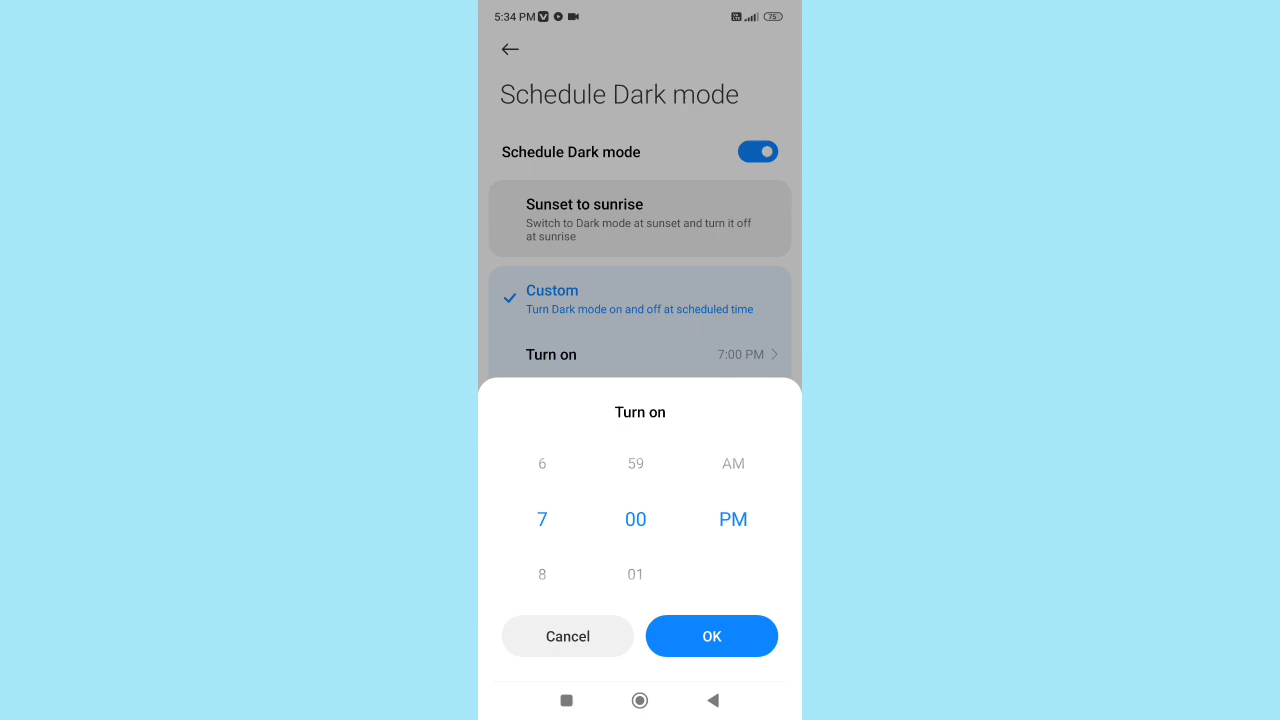 5:34 PM
75
Schedule Dark mode
Schedule Dark mode
Sunset to sunrise
Switch to Dark mode at sunset and turn it off
at sunrise
Custom
Turn Dark mode on and off at scheduled time
Turn on 7:00 PM
Turn on
6 59 AM
7 00 PM
8 01
Cancel OK